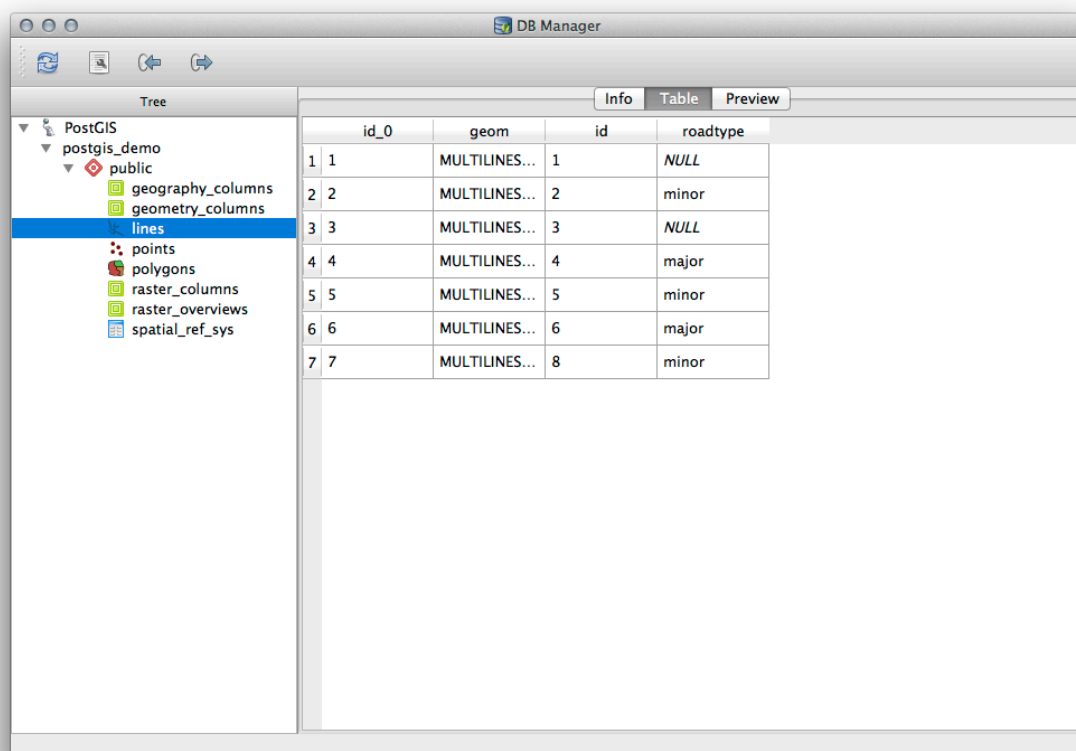 DB Manager
Tree
Info Table Preview
PostGIS
postgis_demo
public
geography_columns
geometry_columns
lines
points
polygons
raster_columns
raster_overviews
spatial_ref_sys
id_0 geom id roadtype
1 1 MULTILINES... 1 NULL
2 2 MULTILINES... 2 minor
3 3 MULTILINES... 3 NULL
4 4 MULTILINES... 4 major
5 5 MULTILINES... 5 minor
6 6 MULTILINES... 6 major
7 7 MULTILINES... 8 minor